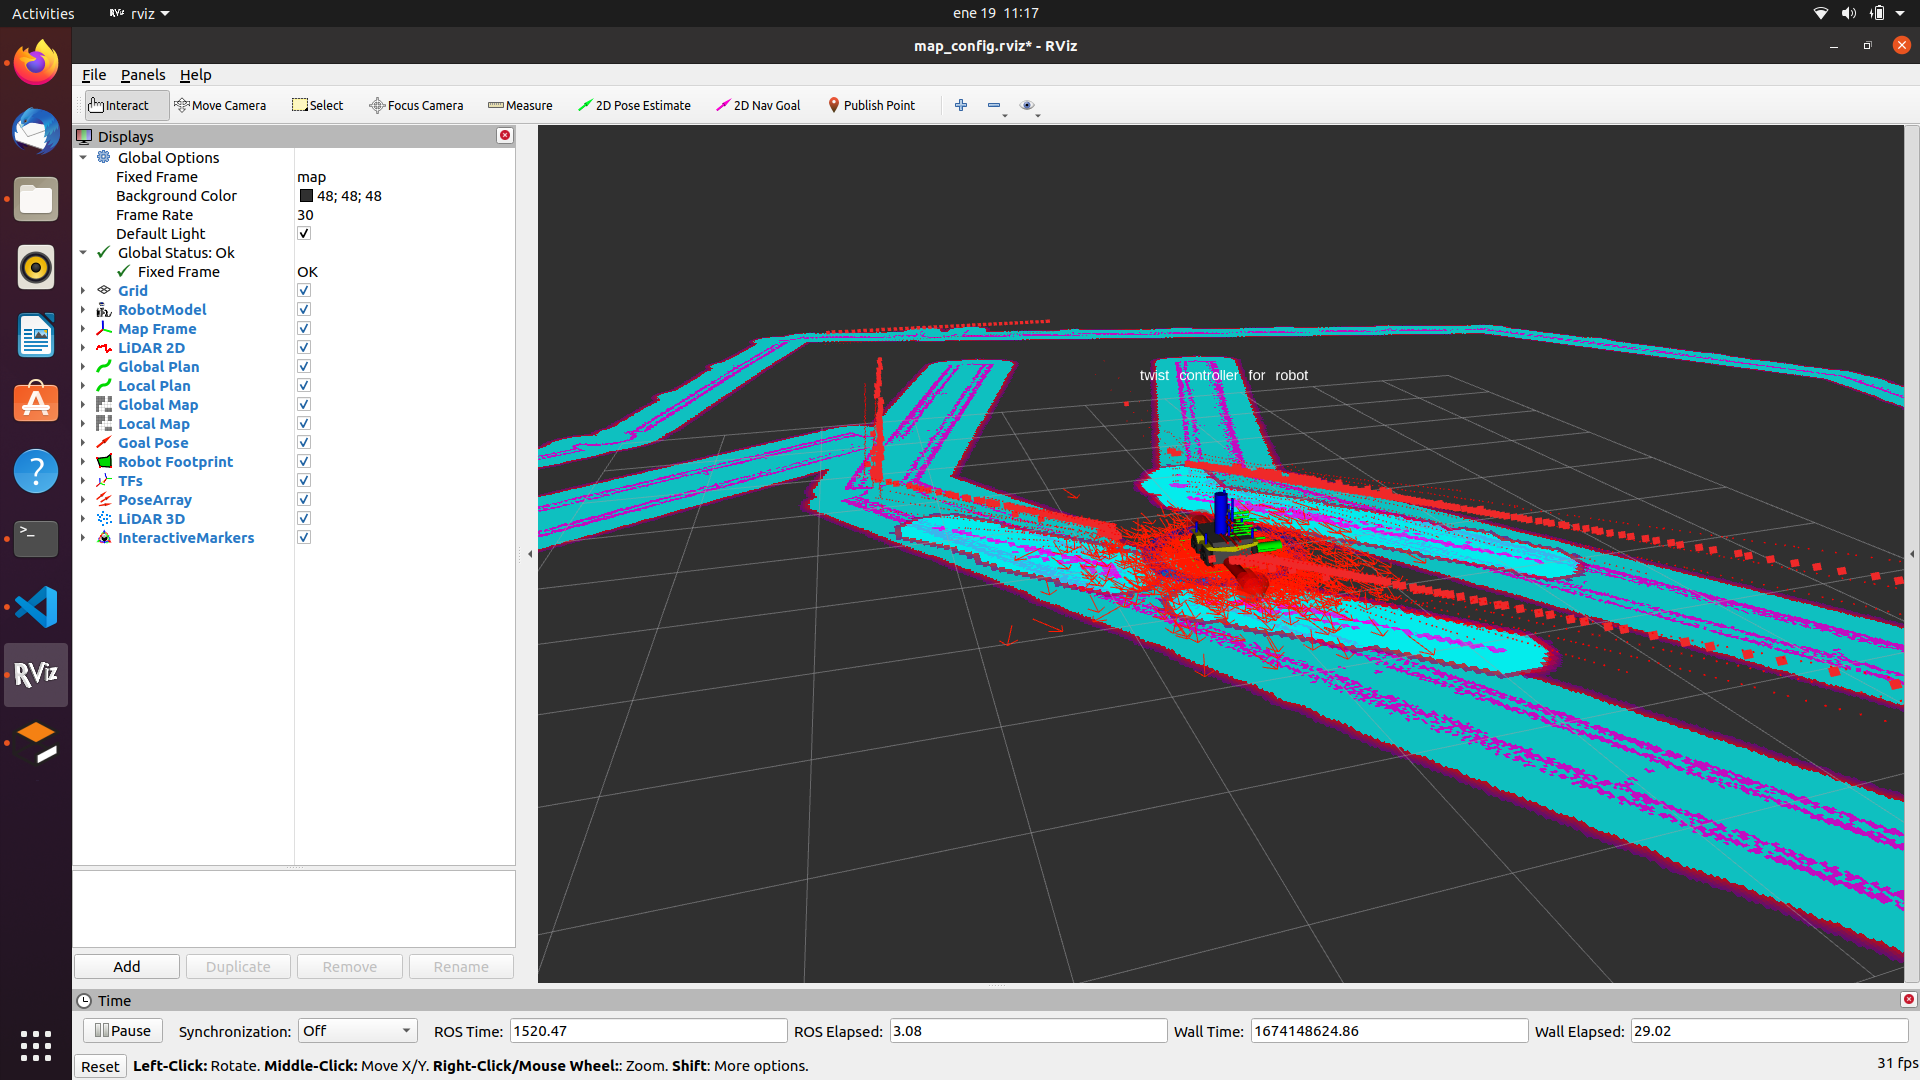 Activities
RViz rviz
ene 19 11:17
map_config.rviz* - RViz
File Panels Help
Interact Move Camera Select Focus Camera Measure 2D Pose Estimate 2D Nav Goal Publish Point
Displays
Global Options
Fixed Frame map
Background Color 48; 48; 48
Frame Rate 30
Default Light
Global Status: Ok
Fixed Frame OK
Grid
RobotModel
Map Frame
LiDAR 2D
Global Plan
Local Plan
Global Map
Local Map
Goal Pose
Robot Footprint
TFs
PoseArray
LiDAR 3D
InteractiveMarkers
twist controller for robot
RViz
Add Duplicate Remove Rename
Time
Pause Synchronization: Off ROS Time: 1520.47 ROS Elapsed: 3.08 Wall Time: 1674148624.86 Wall Elapsed: 29.02
Reset Left-Click: Rotate. Middle-Click: Move X/Y. Right-Click/Mouse Wheel:: Zoom. Shift: More options. 31 fps